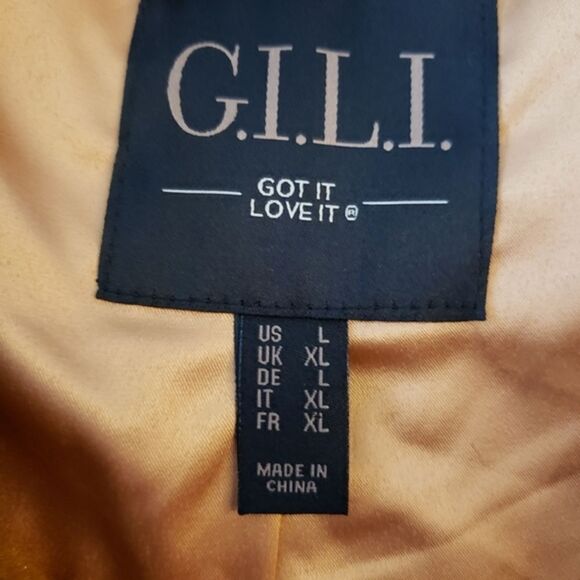 G.I.L.I.
GOT IT
LOVE IT ®
US L
UK XL
DE L
IT XL
FR XL
MADE IN
CHINA